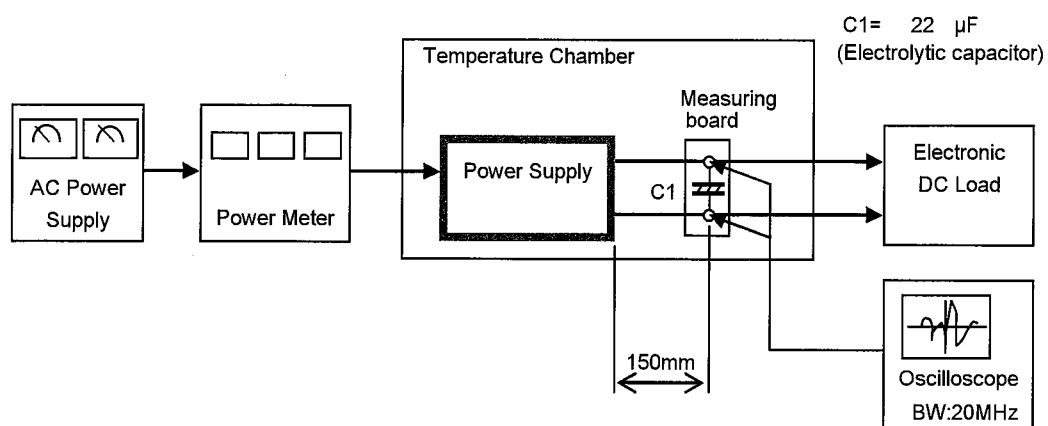 C1= 22 μF
(Electrolytic capacitor)
Temperature Chamber
Measuring
board
AC Power
Supply
Power Meter
Power Supply
C1
Electronic
DC Load
150mm
Oscilloscope
BW:20MHz